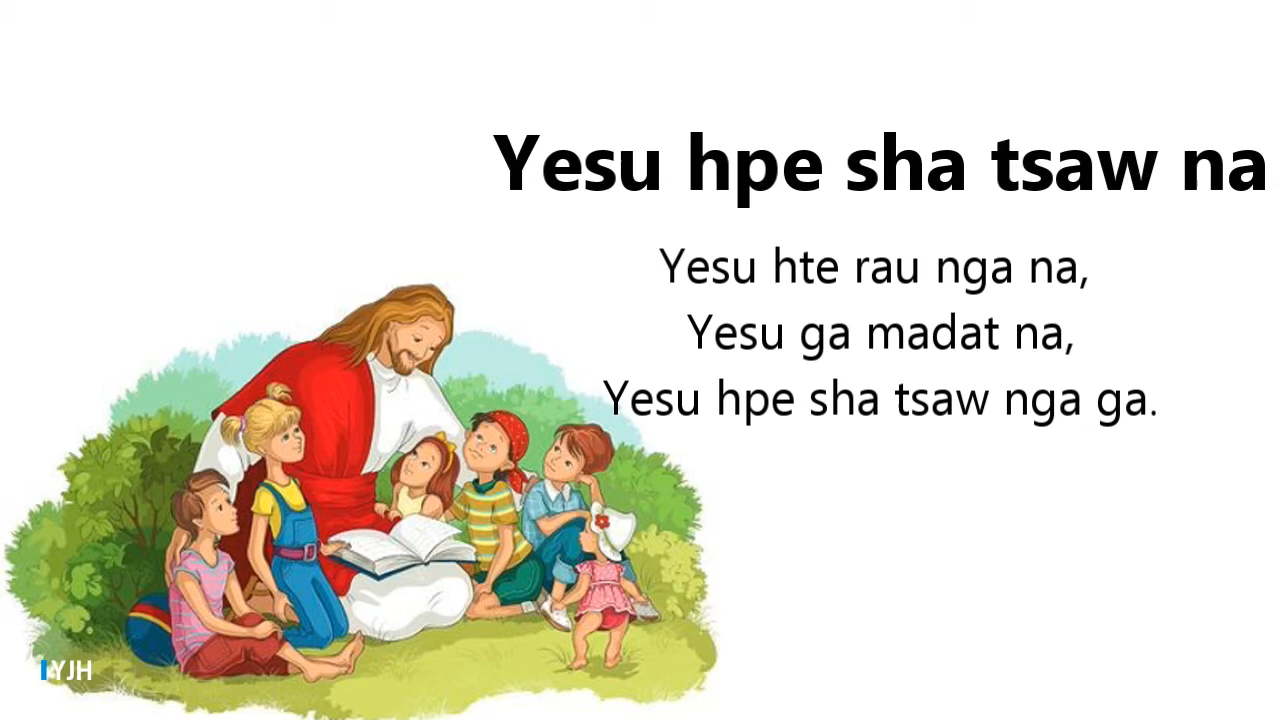 Yesu hpe sha tsaw na
Yesu hte rau nga na,
Yesu ga madat na,
Yesu hpe sha tsaw nga ga.
YJH